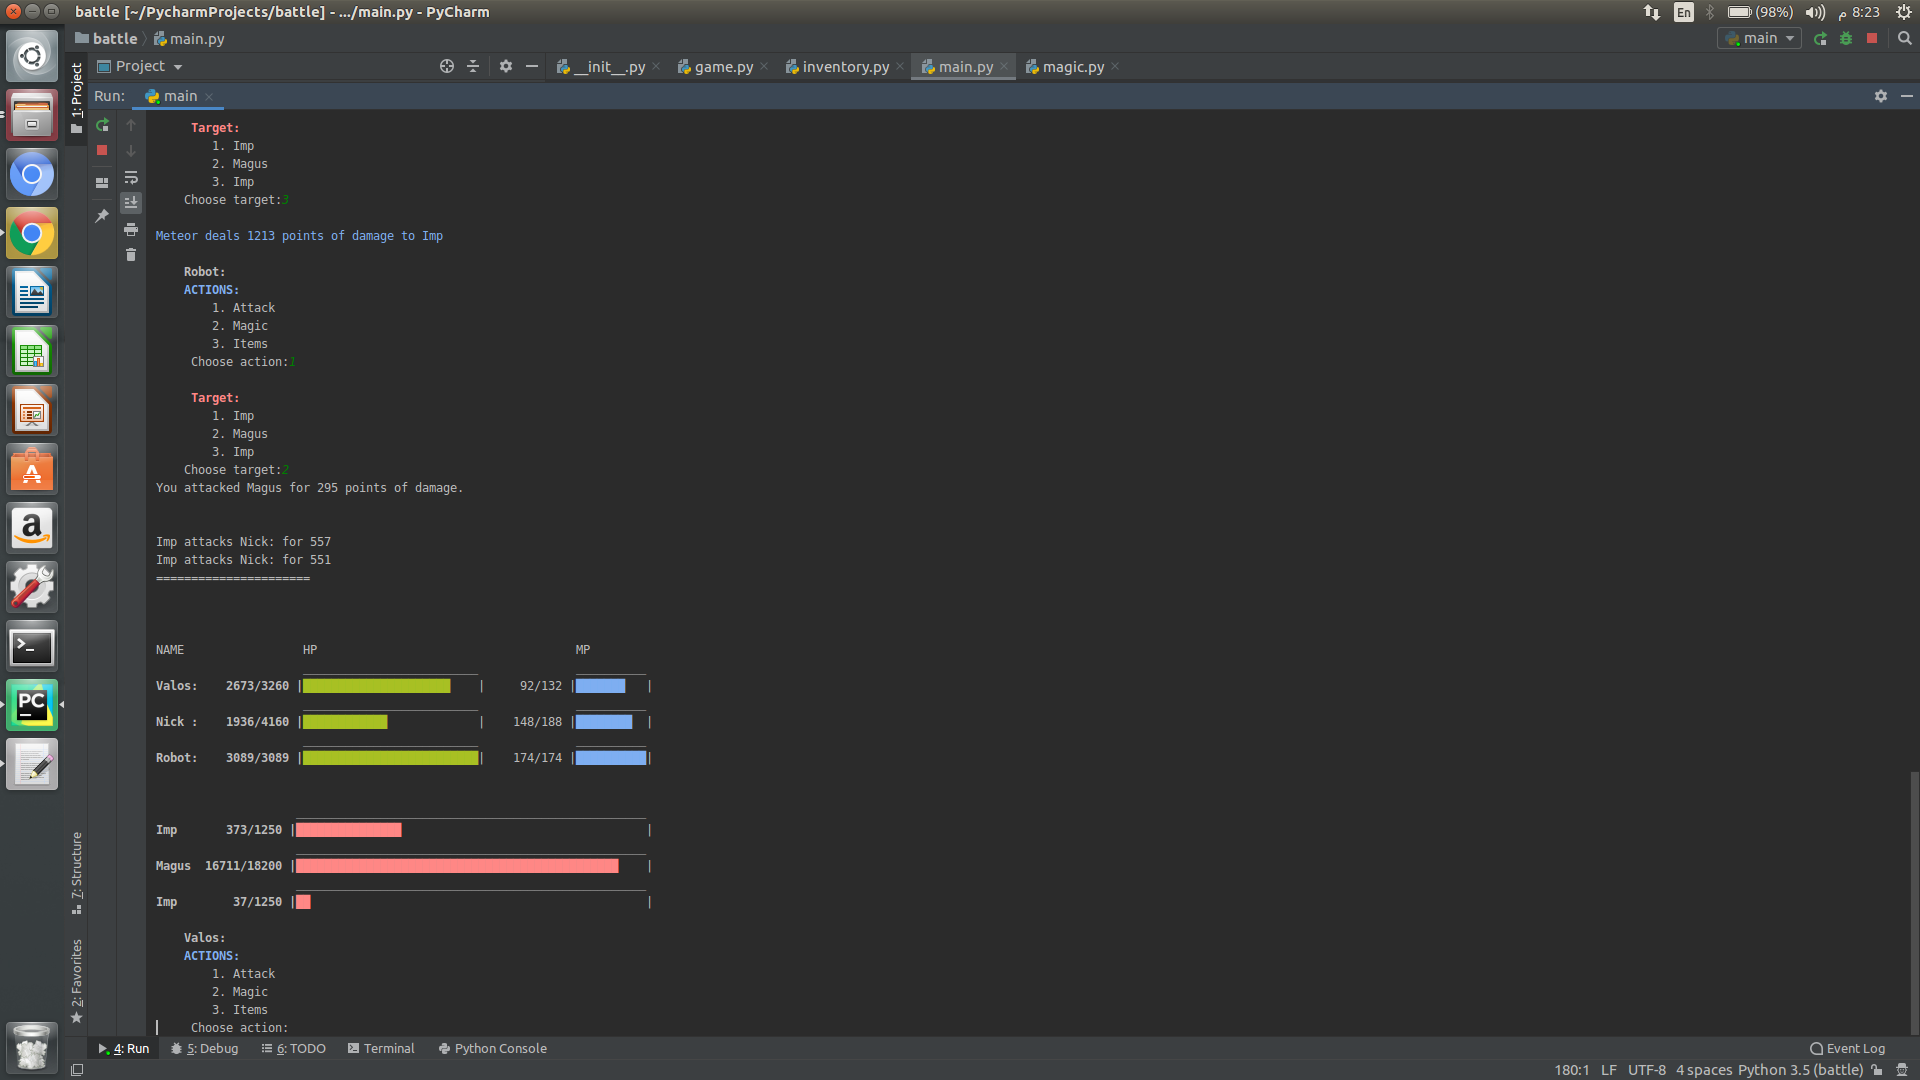 battle [~/PycharmProjects/battle] - .../main.py - PyCharm
En
(98%)
8:23 م
battle
main.py
main
1: Project
Project
__init__.py
game.py
inventory.py
main.py
magic.py
Run:
main
Target:
1. Imp
2. Magus
3. Imp
Choose target:3
Meteor deals 1213 points of damage to Imp
Robot:
ACTIONS:
1. Attack
2. Magic
3. Items
Choose action:1
Target:
1. Imp
2. Magus
3. Imp
Choose target:2
You attacked Magus for 295 points of damage.
Imp attacks Nick: for 557
Imp attacks Nick: for 551
======================
NAME HP MP
Valos: 2673/3260 | | 92/132 | |
Nick : 1936/4160 | | 148/188 | |
Robot: 3089/3089 | | 174/174 | |
Imp 373/1250 | |
Magus 16711/18200 | |
Imp 37/1250 | |
Valos:
ACTIONS:
1. Attack
2. Magic
3. Items
Choose action:
7: Structure
2: Favorites
4: Run
5: Debug
6: TODO
Terminal
Python Console
Event Log
180:1 LF UTF-8 4 spaces Python 3.5 (battle)